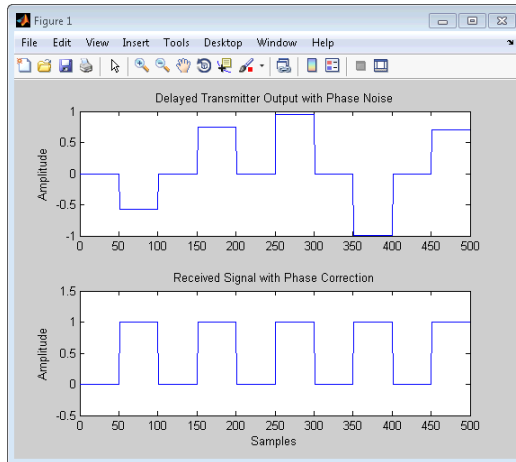 Figure 1
File Edit View Insert Tools Desktop Window Help
Delayed Transmitter Output with Phase Noise
Amplitude
1
0.5
0
-0.5
-1
0 50 100 150 200 250 300 350 400 450 500
Received Signal with Phase Correction
Amplitude
1.5
1
0.5
0
-0.5
0 50 100 150 200 250 300 350 400 450 500
Samples